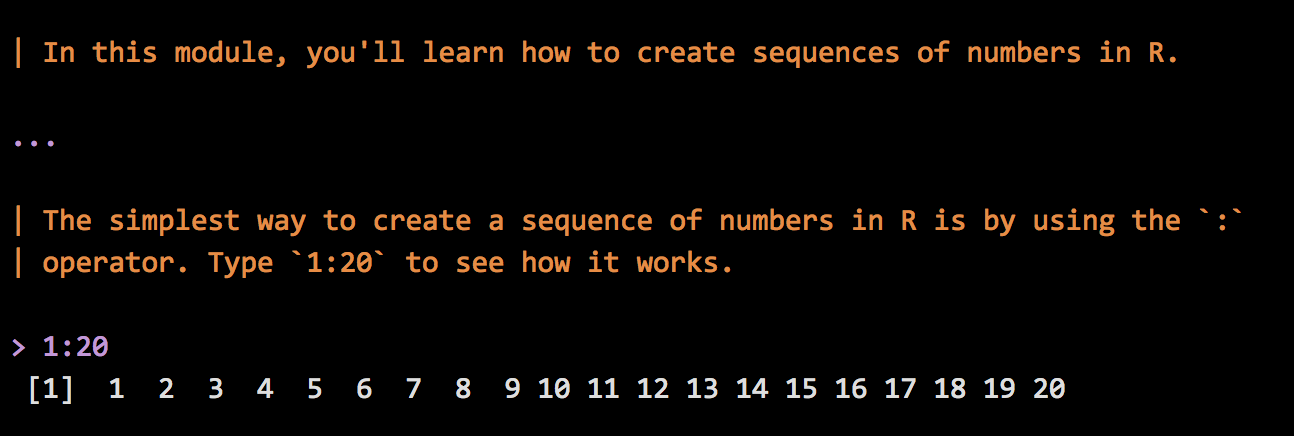 | In this module, you'll learn how to create sequences of numbers in R.
...
| The simplest way to create a sequence of numbers in R is by using the `:`
| operator. Type `1:20` to see how it works.
> 1:20
 [1]  1  2  3  4  5  6  7  8  9 10 11 12 13 14 15 16 17 18 19 20